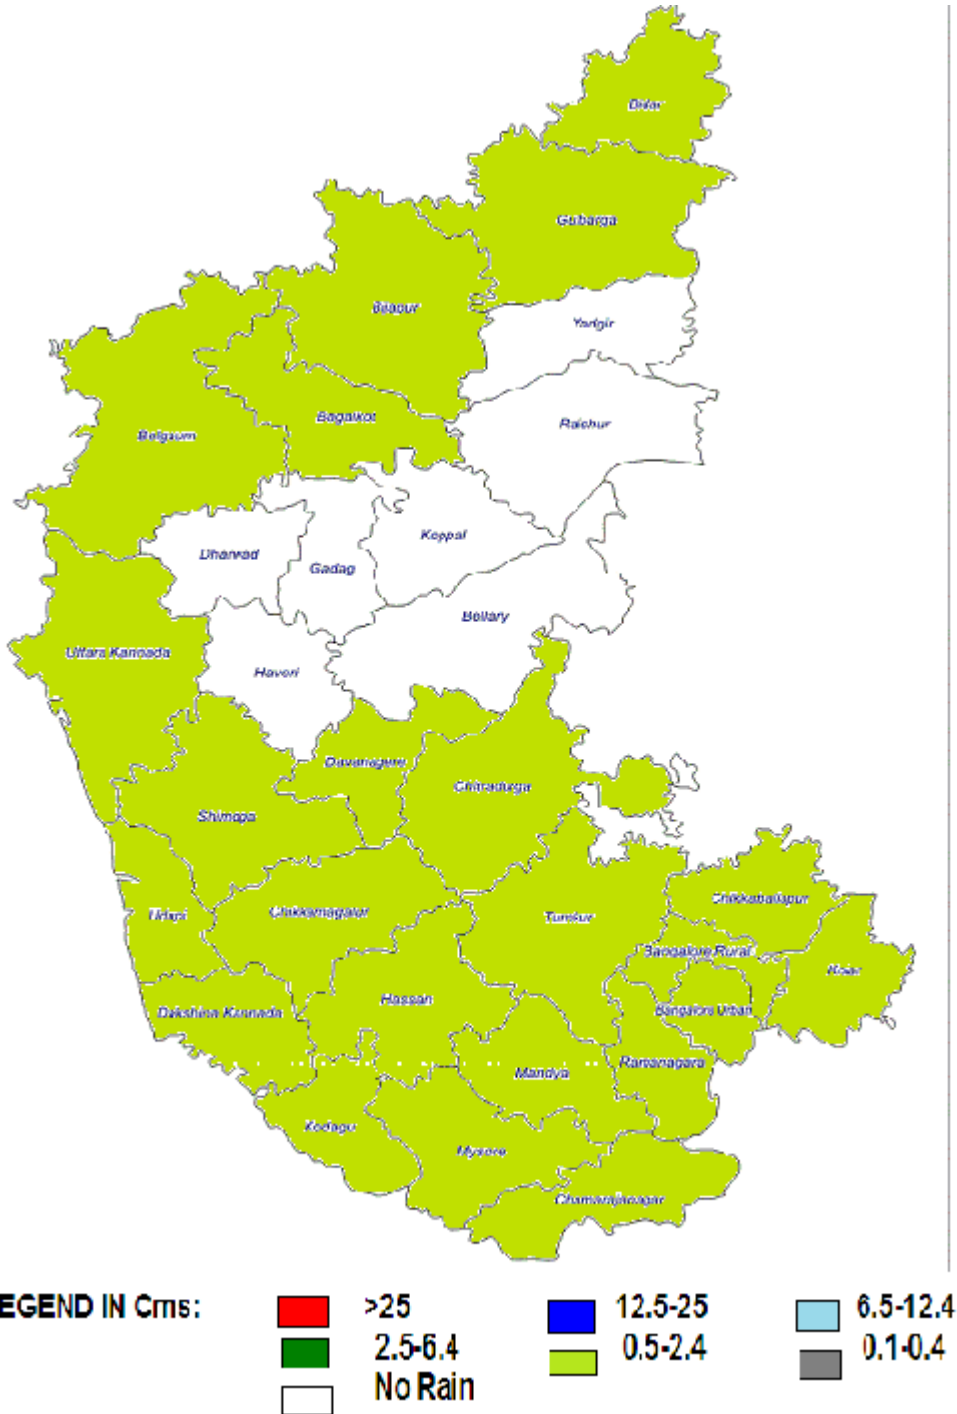 Bidar
Gubarga
Bijapur
Yadgir
Bagalkot
Raichur
Belgaum
Koppal
Dharwad
Gadag
Bellary
Uttara Kannada
Haveri
Davanagere
Chitradurga
Shimoga
Chikkaballapur
Udupi
Chikkamagalur
Tumkur
Bangalore Rural
Kolar
Hassan
Dakshina Kannada
Bangalore Urban
Ramanagara
Mandya
Kodagu
Mysore
Chamarajanagar
EGEND IN Cms:
>25
12.5-25
6.5-12.4
2.5-6.4
0.5-2.4
0.1-0.4
No Rain